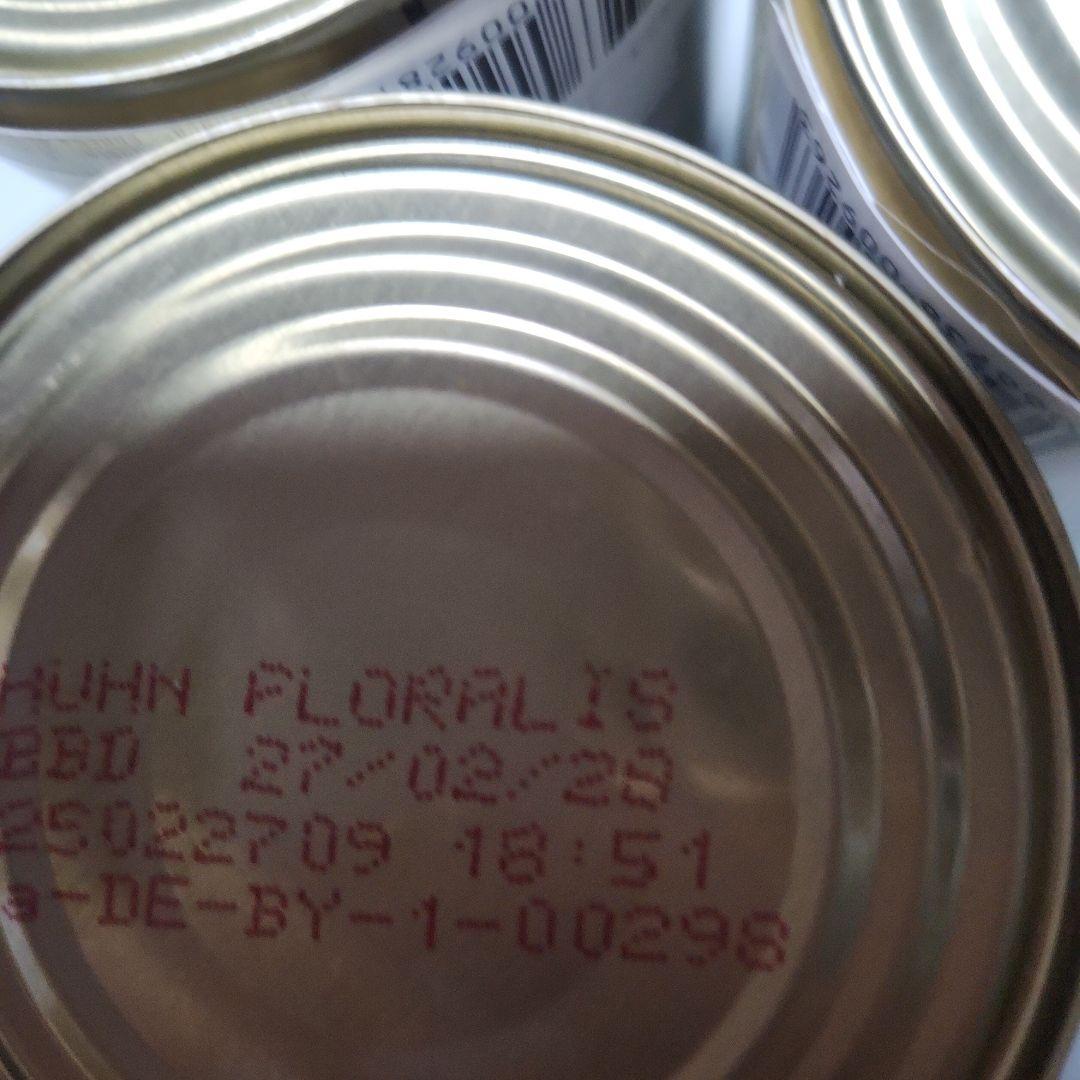 HUHN FLORALIS
BBD 27/02/28
25022709 18:51
a-DE-BY-1-00298